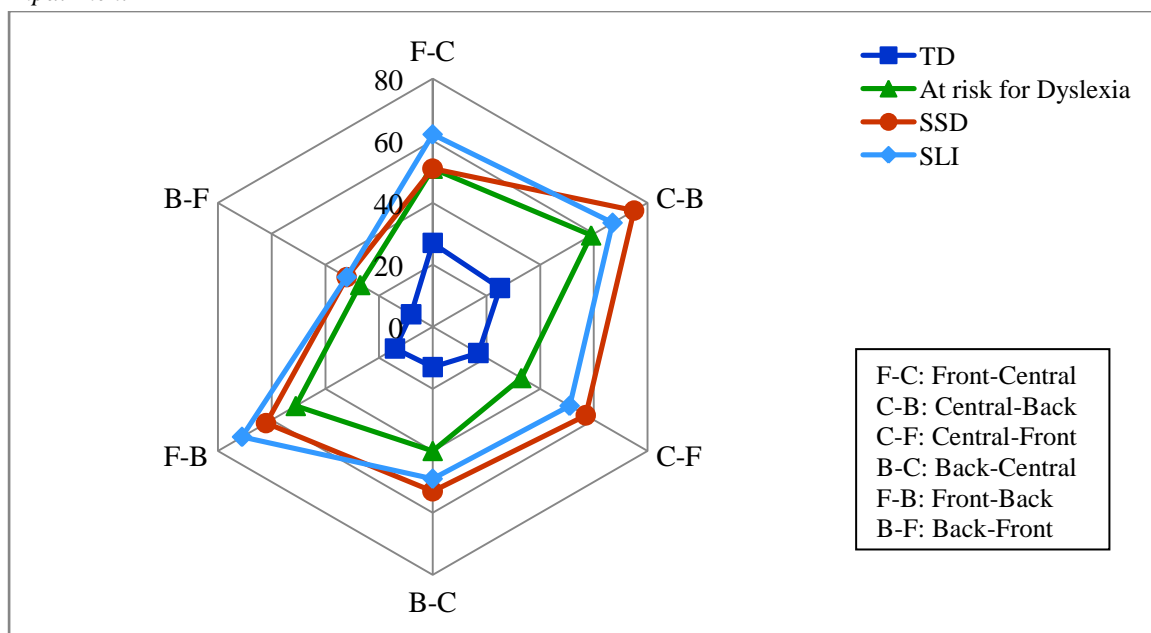 F-C
80
60
40
20
0
C-B
C-F
B-C
F-B
B-F
TD
At risk for Dyslexia
SSD
SLI
F-C: Front-Central
C-B: Central-Back
C-F: Central-Front
B-C: Back-Central
F-B: Front-Back
B-F: Back-Front